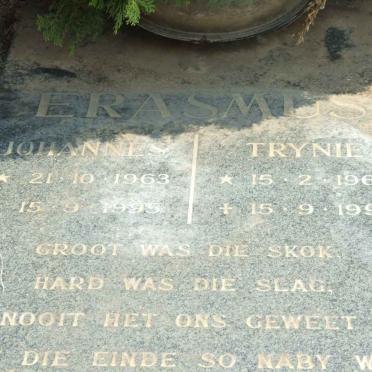 ERASMUS
JOHANNES TRYNIE
★ 21·10·1963 ★ 15·2·196
15·9·1995 + 15·9·199
GROOT WAS DIE SKOK,
HARD WAS DIE SLAG,
NOOIT HET ONS GEWEET
DIE EINDE SO NABY W